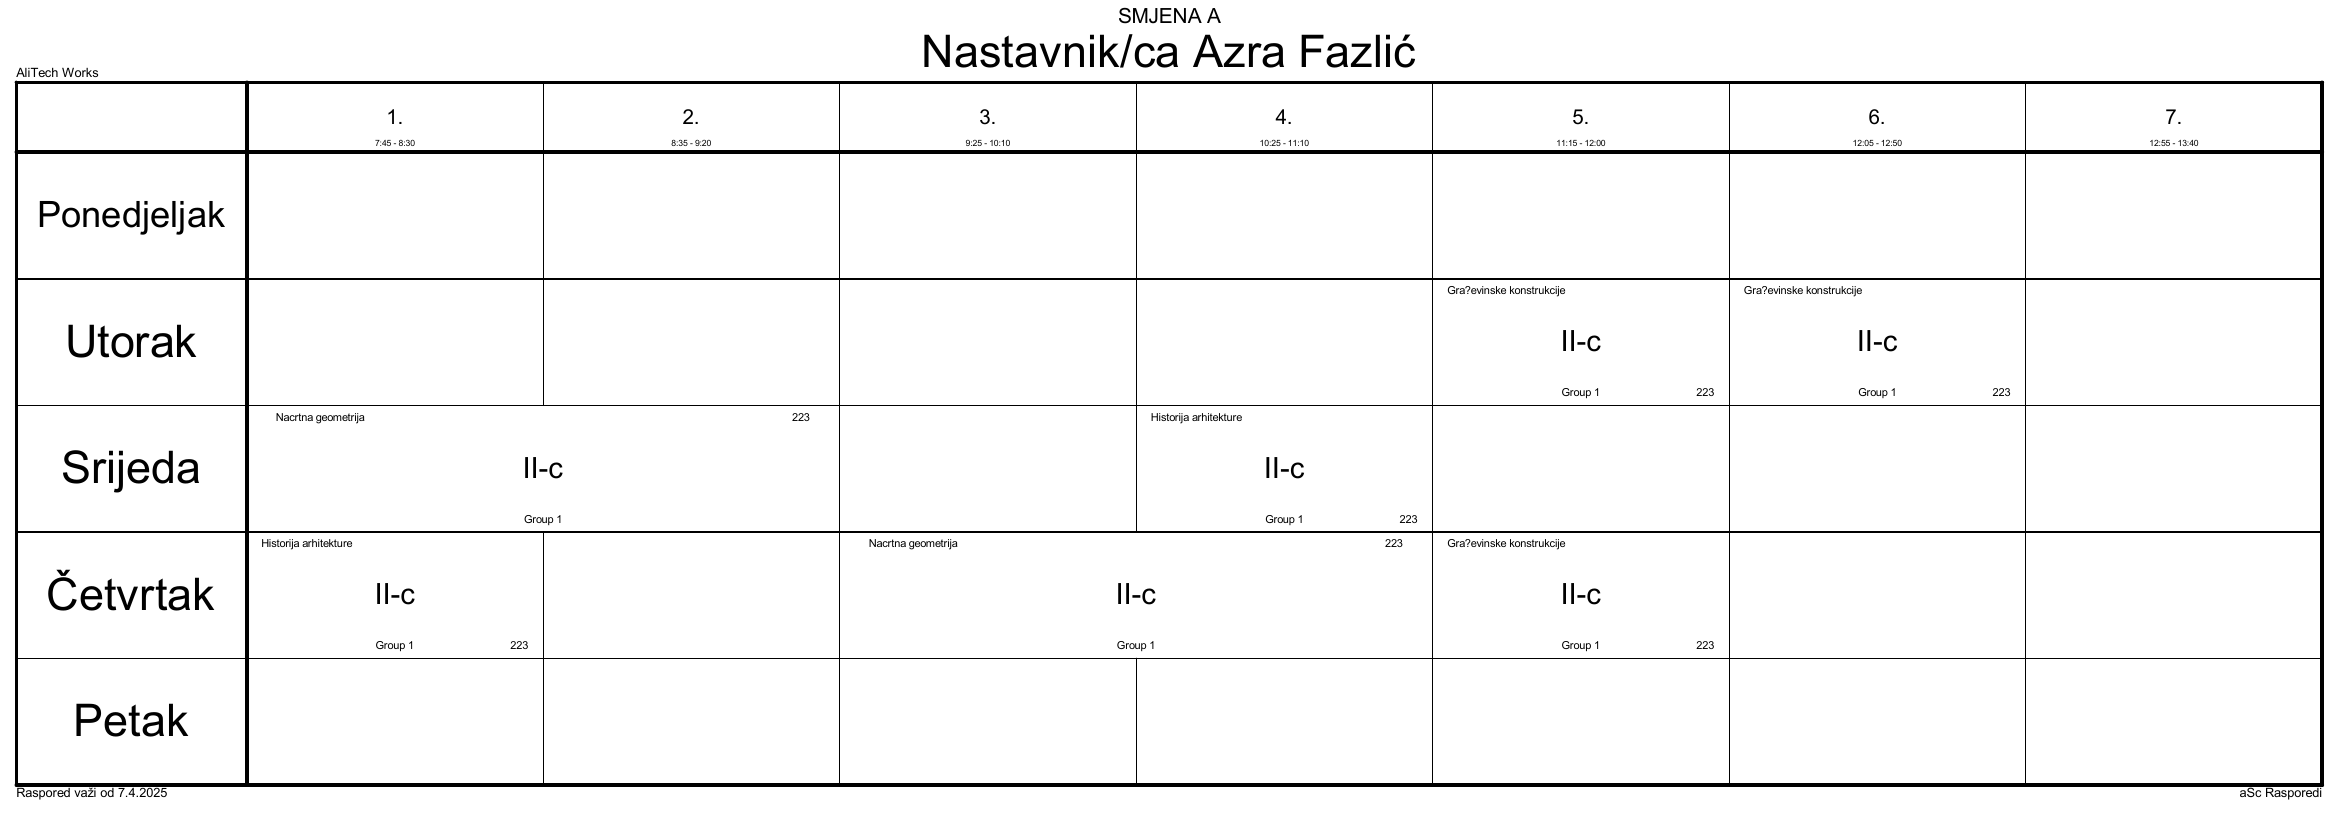 SMJENA A
Nastavnik/ca Azra Fazlić
AliTech Works
1.
7:45 - 8:30
2.
8:35 - 9:20
3.
9:25 - 10:10
4.
10:25 - 11:10
5.
11:15 - 12:00
6.
12:05 - 12:50
7.
12:55 - 13:40
Ponedjeljak
Utorak
Gra?evinske konstrukcije
II-c
Group 1 223
Gra?evinske konstrukcije
II-c
Group 1 223
Srijeda
Nacrtna geometrija 223
II-c
Group 1
Historija arhitekture
II-c
Group 1 223
Četvrtak
Historija arhitekture
II-c
Group 1 223
Nacrtna geometrija 223
II-c
Group 1
Gra?evinske konstrukcije
II-c
Group 1 223
Petak
Raspored važi od 7.4.2025
aSc Rasporedi